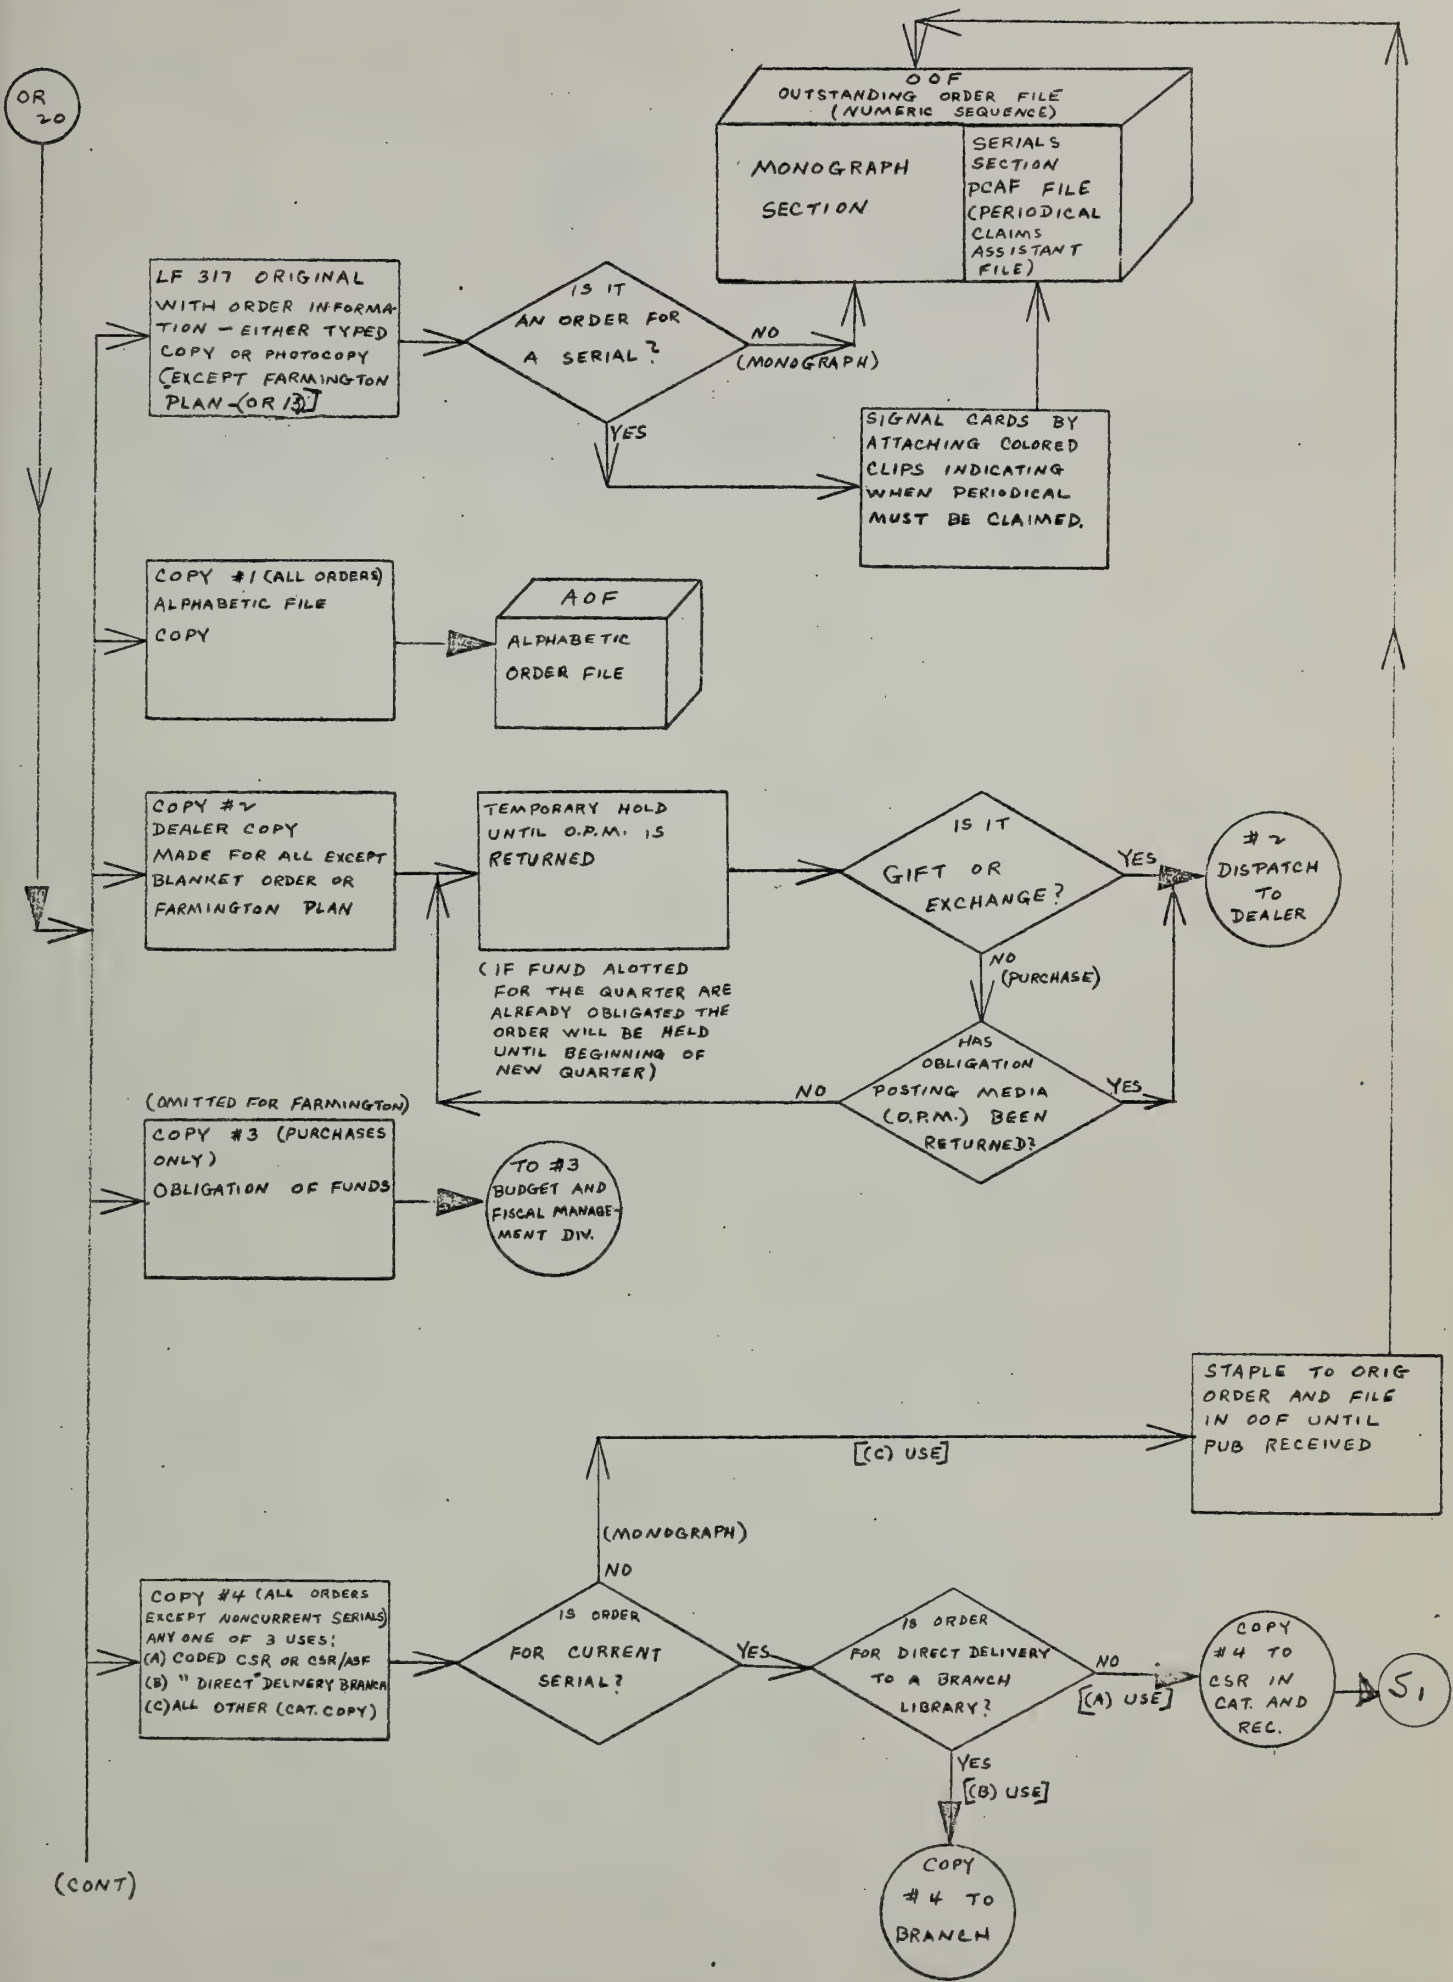 OR
20
OOF
OUTSTANDING ORDER FILE
(NUMERIC SEQUENCE)
MONOGRAPH
SECTION
SERIALS
SECTION
PCAF FILE
(PERIODICAL
CLAIMS
ASSISTANT
FILE)
LF 317 ORIGINAL
WITH ORDER INFORMA-
TION - EITHER TYPED
COPY OR PHOTOCOPY
[EXCEPT FARMINGTON
PLAN-(OR 13)]
IS IT
AN ORDER FOR
A SERIAL?
NO
(MONOGRAPH)
YES
SIGNAL CARDS BY
ATTACHING COLORED
CLIPS INDICATING
WHEN PERIODICAL
MUST BE CLAIMED.
COPY #1 (ALL ORDERS)
ALPHABETIC FILE
COPY
AOF
ALPHABETIC
ORDER FILE
COPY #2
DEALER COPY
MADE FOR ALL EXCEPT
BLANKET ORDER OR
FARMINGTON PLAN
TEMPORARY HOLD
UNTIL O.P.M. IS
RETURNED
(IF FUND ALOTTED
FOR THE QUARTER ARE
ALREADY OBLIGATED THE
ORDER WILL BE HELD
UNTIL BEGINNING OF
NEW QUARTER)
IS IT
GIFT OR
EXCHANGE?
YES
#2
DISPATCH
TO
DEALER
NO
(PURCHASE)
HAS
OBLIGATION
POSTING MEDIA
(O.P.M.) BEEN
RETURNED?
NO
YES
(OMITTED FOR FARMINGTON)
COPY #3 (PURCHASES
ONLY)
OBLIGATION OF FUNDS
TO #3
BUDGET AND
FISCAL MANAGE-
MENT DIV.
STAPLE TO ORIG
ORDER AND FILE
IN OOF UNTIL
PUB RECEIVED
[(C) USE]
(MONOGRAPH)
NO
COPY #4 (ALL ORDERS
EXCEPT NONCURRENT SERIALS)
ANY ONE OF 3 USES:
(A) CODED CSR OR CSR/ASF
(B) "DIRECT" DELIVERY BRANCH
(C) ALL OTHER (CAT. COPY)
IS ORDER
FOR CURRENT
SERIAL?
YES
IS ORDER
FOR DIRECT DELIVERY
TO A BRANCH
LIBRARY?
NO
[(A) USE]
COPY
#4 TO
CSR IN
CAT. AND
REC.
S1
YES
[(B) USE]
COPY
#4 TO
BRANCH
(CONT)